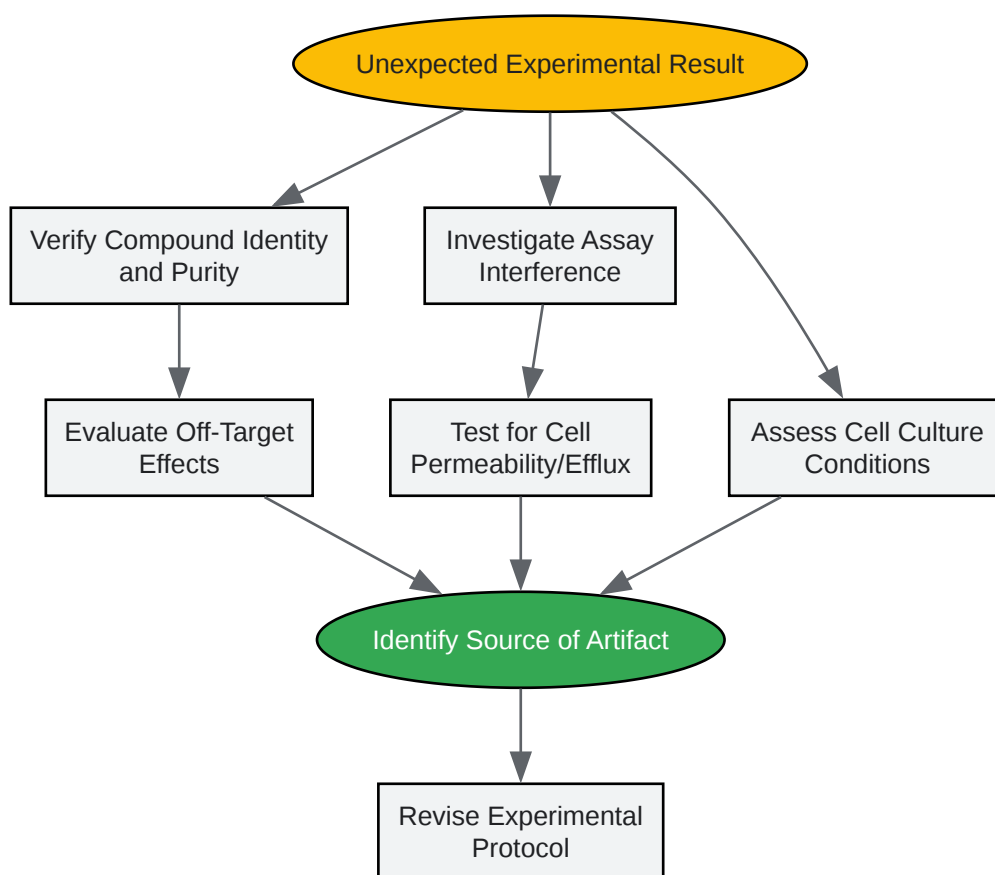 Unexpected Experimental Result
Verify Compound Identity
and Purity
Investigate Assay
Interference
Evaluate Off-Target
Effects
Test for Cell
Permeability/Efflux
Assess Cell Culture
Conditions
Identify Source of Artifact
Revise Experimental
Protocol